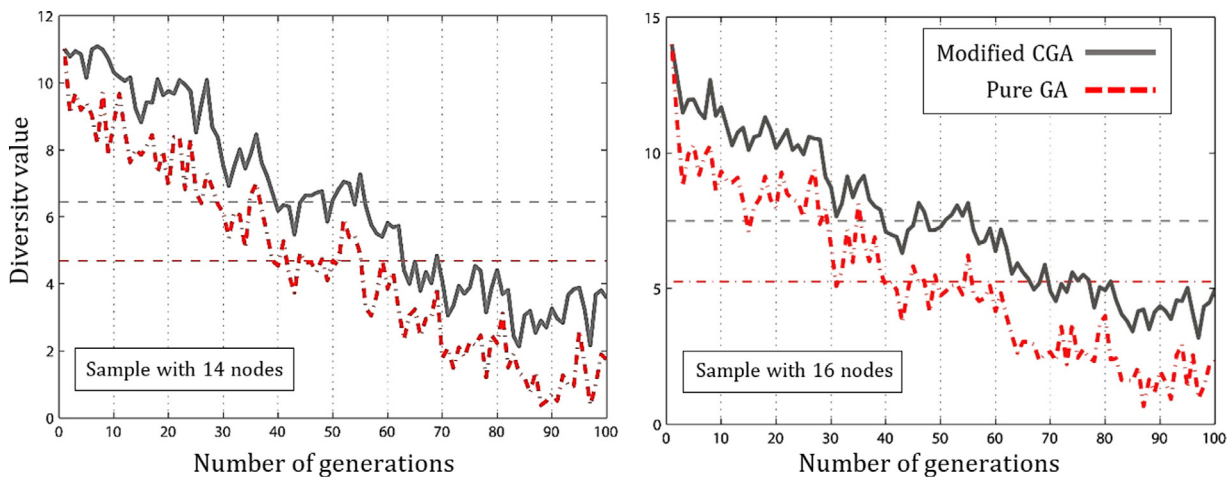 12
10
8
6
4
2
0
Diversitv value
0 10 20 30 40 50 60 70 80 90 100
Number of generations
Sample with 14 nodes
15
10
5
0
0 10 20 30 40 50 60 70 80 90 100
Number of generations
Modified CGA
Pure GA
Sample with 16 nodes